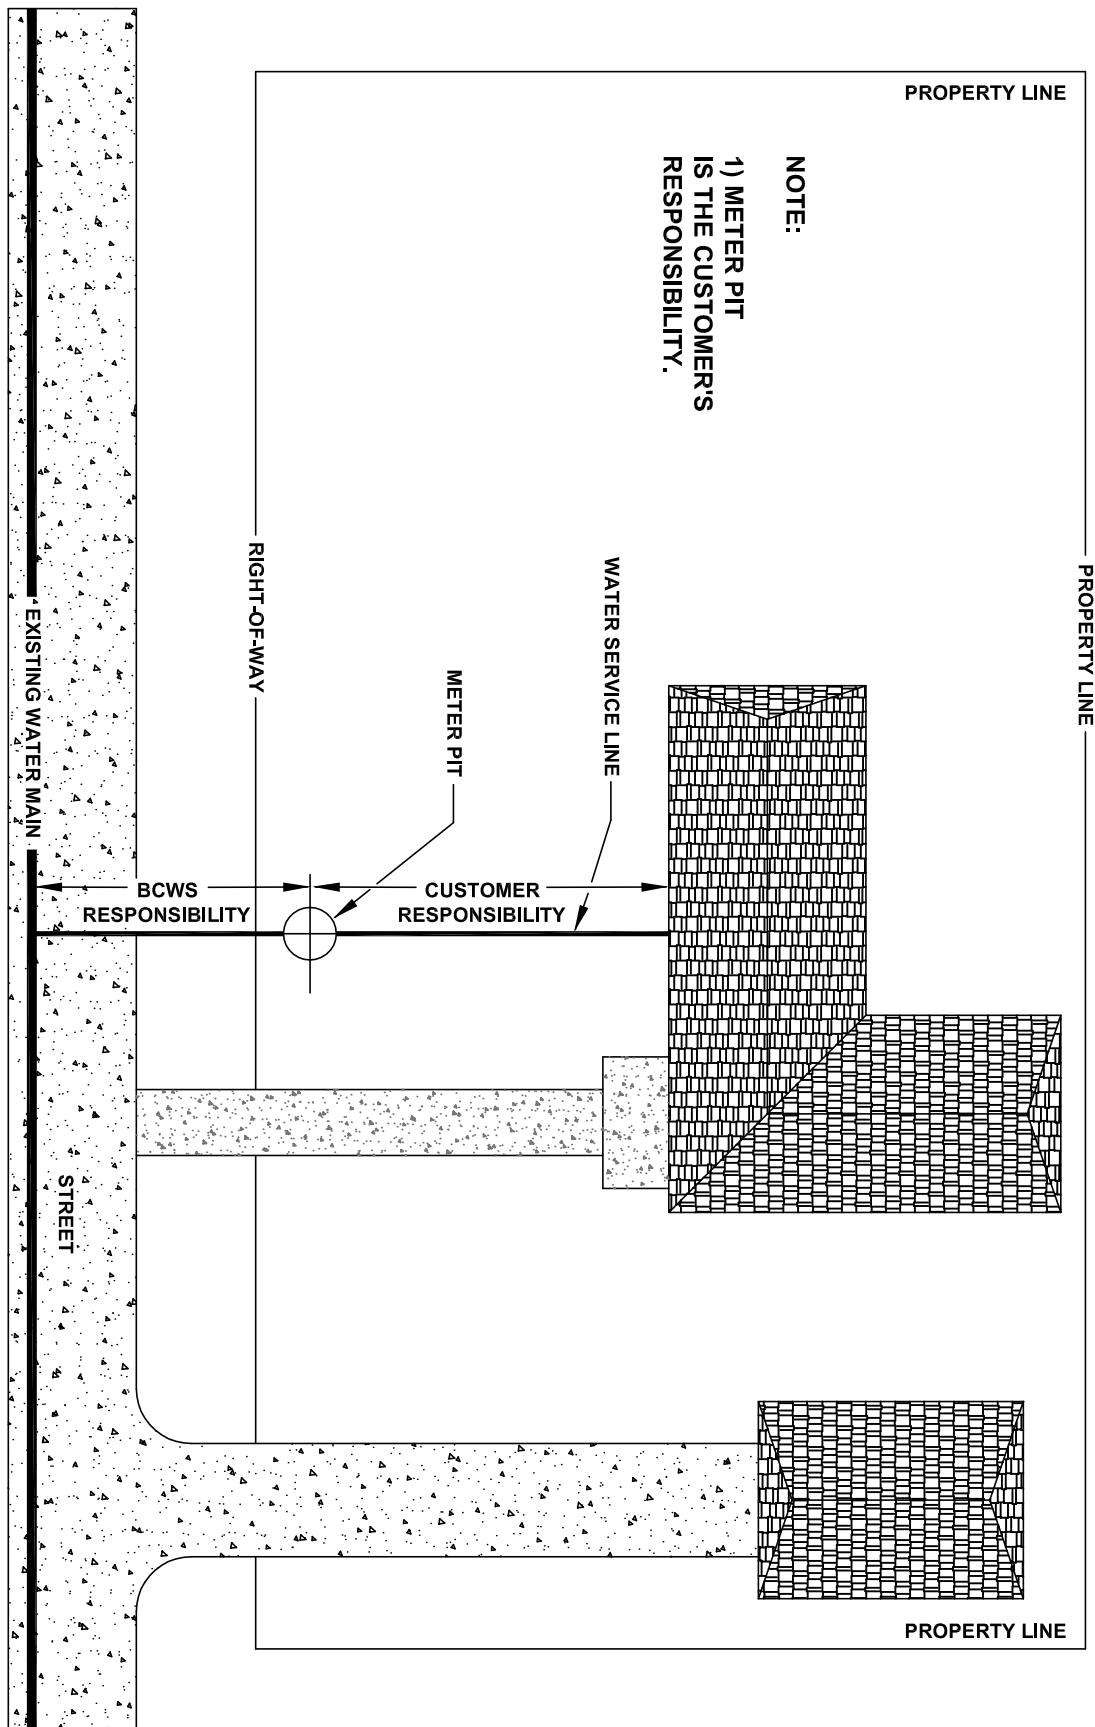 PROPERTY LINE
PROPERTY LINE
NOTE:
1) METER PIT
IS THE CUSTOMER'S
RESPONSIBILITY.
WATER SERVICE LINE
METER PIT
RIGHT-OF-WAY
EXISTING WATER MAIN
BCWS
RESPONSIBILITY
CUSTOMER
RESPONSIBILITY
STREET
PROPERTY LINE